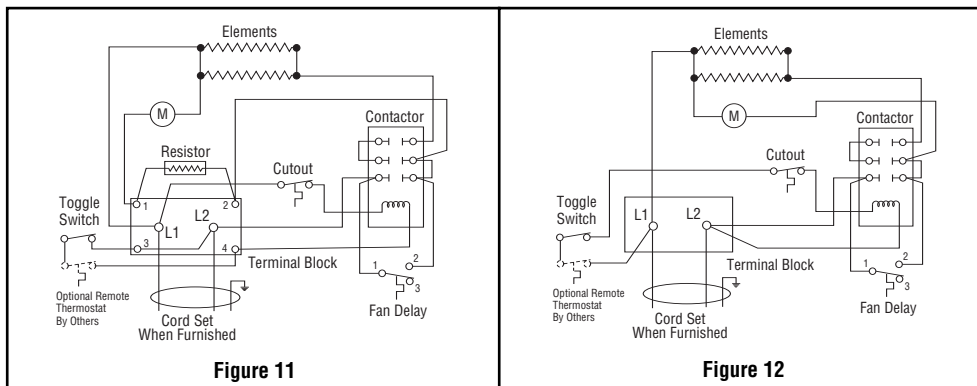 Elements
M
Contactor
Resistor
Cutout
1
2
Toggle
Switch
L1
L2
3
4
Terminal Block
1
2
3
Optional Remote
Thermostat
By Others
Cord Set
When Furnished
Fan Delay
Figure 11
Elements
M
Contactor
Cutout
Toggle
Switch
L1
L2
Terminal Block
1
2
3
Optional Remote
Thermostat
By Others
Cord Set
When Furnished
Fan Delay
Figure 12